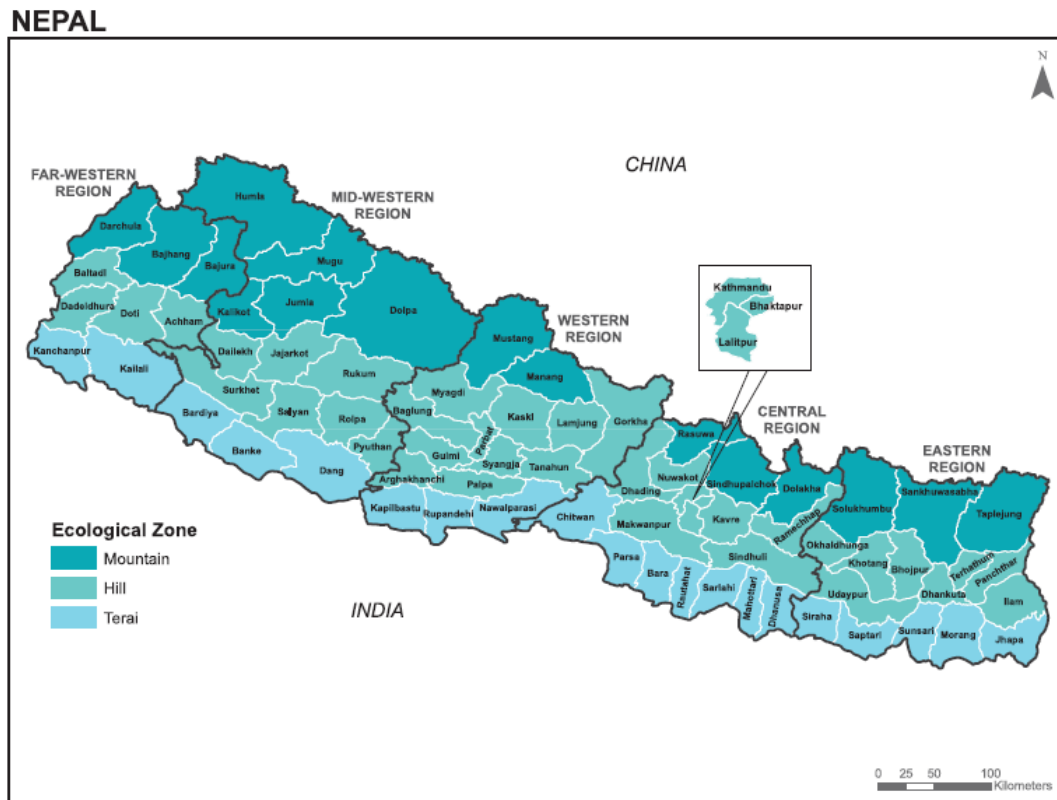 NEPAL
N
CHINA
FAR-WESTERN
REGION
MID-WESTERN
REGION
Humla
Darchula
Bajhang
Bajura
Mugu
Baitadi
Dadeldhura
Doti
Achham
Kalikot
Jumla
Dolpa
Kanchanpur
Kailali
Dailekh
Jajarkot
Rukum
Surkhet
Salyan
Rolpa
Bardiya
Pyuthan
Banke
Dang
WESTERN
REGION
Mustang
Manang
Myagdi
Baglung
Kaski
Lamjung
Gorkha
Parbat
Gulmi
Syangja
Tanahun
Arghakhanchi
Palpa
Kapilbastu
Rupandehi
Nawalparasi
Kathmandu
Bhaktapur
Lalitpur
CENTRAL
REGION
Rasuwa
Nuwakot
Sindhupalchok
Dolakha
Dhading
Chitwan
Makwanpur
Kavre
Ramechhap
Sindhuli
Parsa
Bara
Rautahat
Sarlahi
Mahottari
Dhanusa
EASTERN
REGION
Sankhuwasabha
Solukhumbu
Taplejung
Okhaldhunga
Khotang
Bhojpur
Terhathum
Panchthar
Dhankuta
Udaypur
Ilam
Siraha
Saptari
Sunsari
Morang
Jhapa
Ecological Zone
Mountain
Hill
Terai
INDIA
0 25 50 100
Kilometers